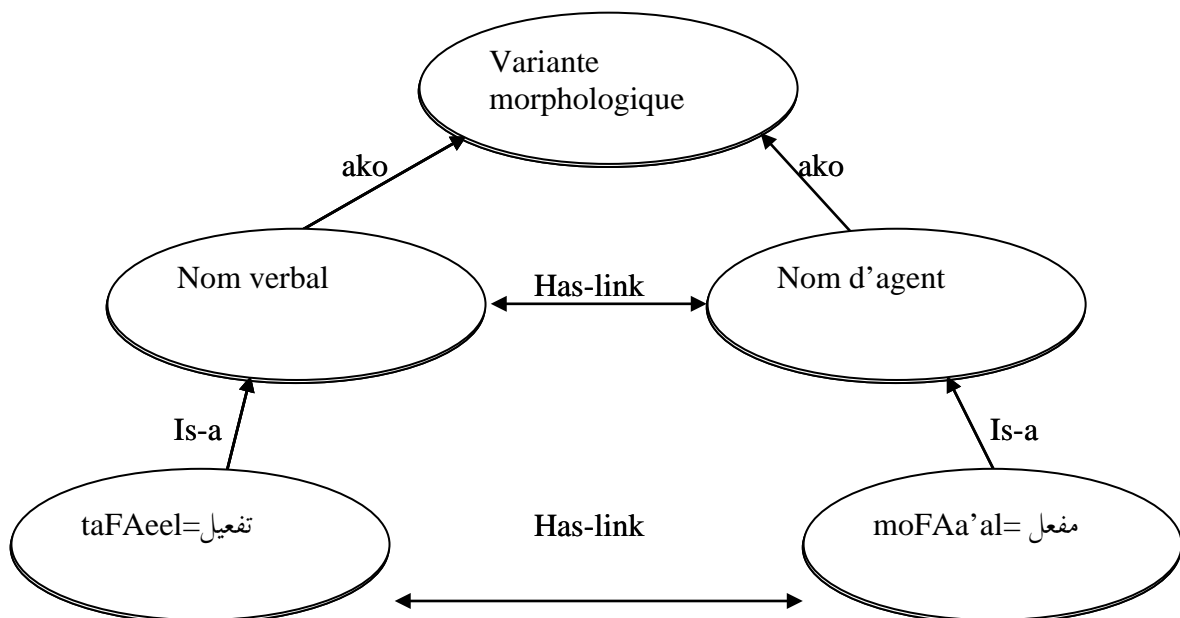 Variante
morphologique
ako
ako
Nom verbal
Has-link
Nom d’agent
Is-a
Is-a
taFAeel=تفعيل
Has-link
moFAa’al= مفعل